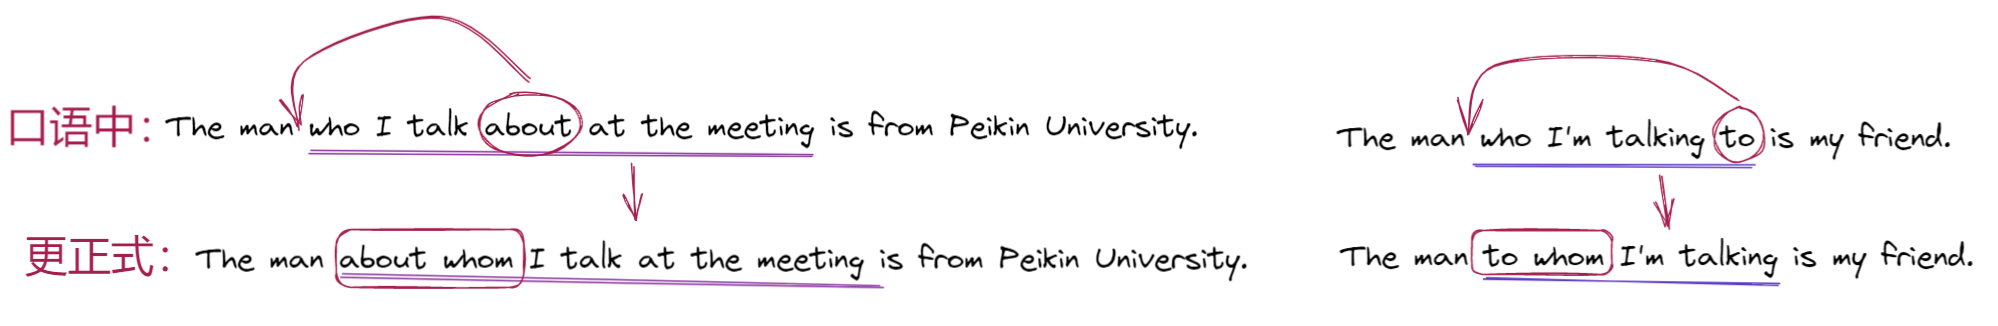 口语中：The man who I talk about at the meeting is from Peikin University.
The man who I'm talking to is my friend.
更正式：The man about whom I talk at the meeting is from Peikin University.
The man to whom I'm talking is my friend.